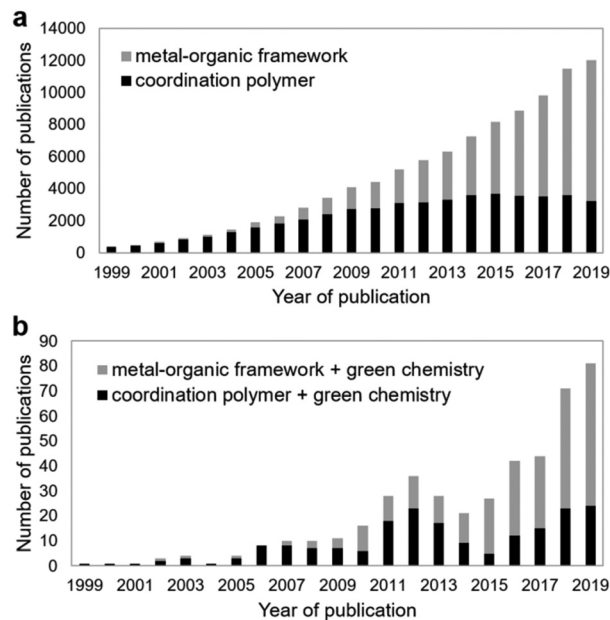 a
14000
12000
10000
8000
6000
4000
2000
0
Number of publications
metal-organic framework
coordination polymer
1999 2001 2003 2005 2007 2009 2011 2013 2015 2017 2019
Year of publication
b
90
80
70
60
50
40
30
20
10
0
Number of publications
metal-organic framework + green chemistry
coordination polymer + green chemistry
1999 2001 2003 2005 2007 2009 2011 2013 2015 2017 2019
Year of publication